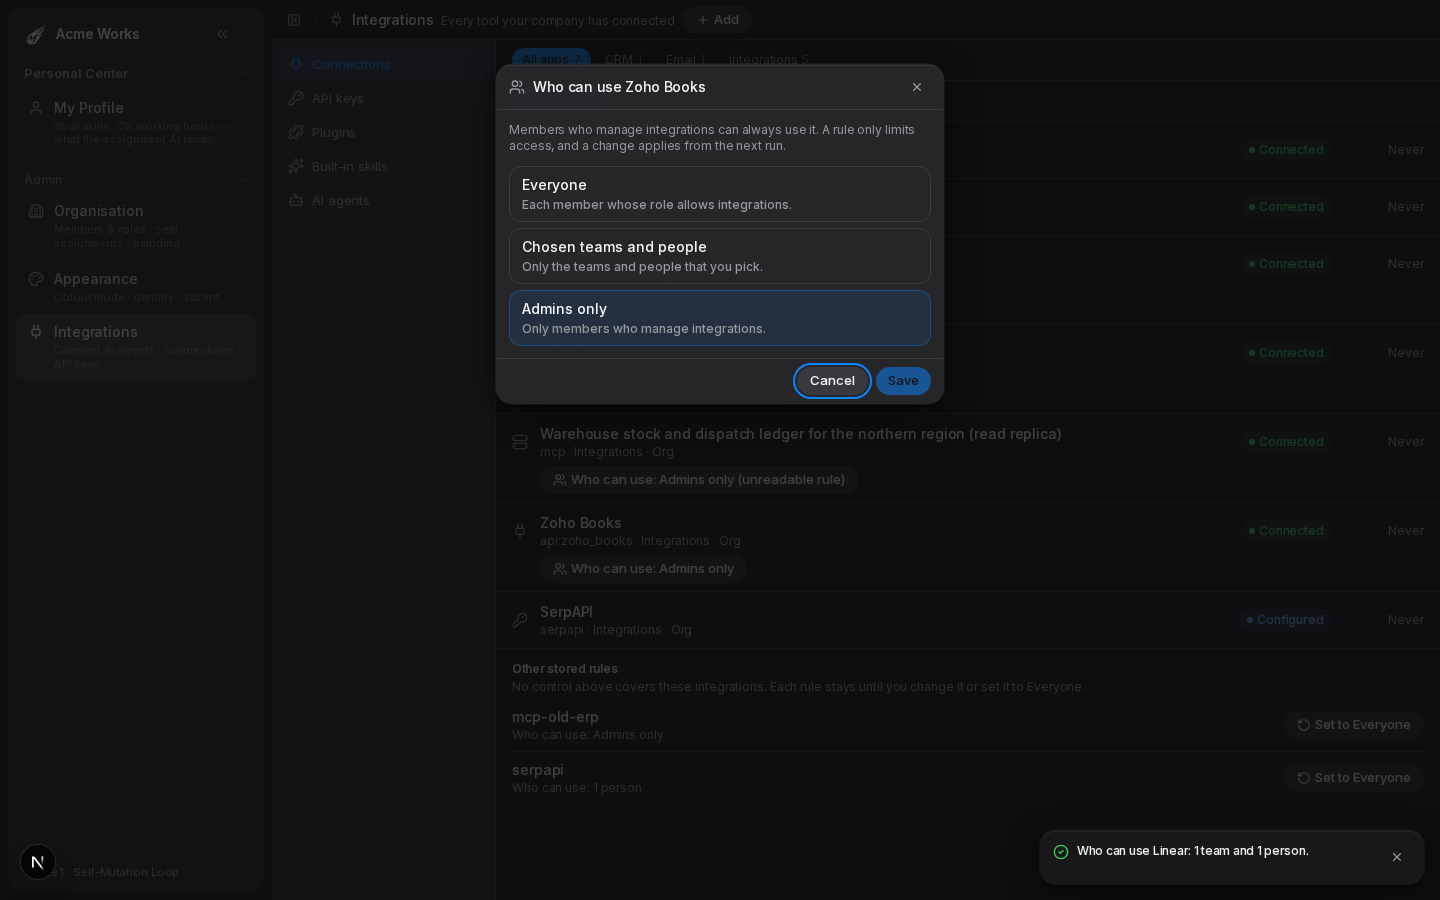 Acme Works
Personal Center
My Profile
Your skills, CV, working hours —
what the assignment AI reads
Admin
Organisation
Members & roles · seat
assignments · branding
Appearance
Colour mode · density · accent
Integrations
Connect AI agents · connections
API keys
Self-Mutation Loop
Integrations Every tool your company has connected Add
Connections
API keys
Plugins
Built-in skills
AI agents
All apps 7 CRM 1 Email 1 Integrations 5
Connected Never
Connected Never
Connected Never
Connected Never
Who can use Zoho Books
Members who manage integrations can always use it. A rule only limits
access, and a change applies from the next run.
Everyone
Each member whose role allows integrations.
Chosen teams and people
Only the teams and people that you pick.
Admins only
Only members who manage integrations.
Cancel Save
Warehouse stock and dispatch ledger for the northern region (read replica)
mcp · Integrations · Org
Connected Never
Who can use: Admins only (unreadable rule)
Zoho Books
api:zoho_books · Integrations · Org
Connected Never
Who can use: Admins only
SerpAPI
serpapi · Integrations · Org
Configured Never
Other stored rules
No control above covers these integrations. Each rule stays until you change it or set it to Everyone.
mcp-old-erp
Who can use: Admins only
Set to Everyone
serpapi
Who can use: 1 person
Set to Everyone
Who can use Linear: 1 team and 1 person.